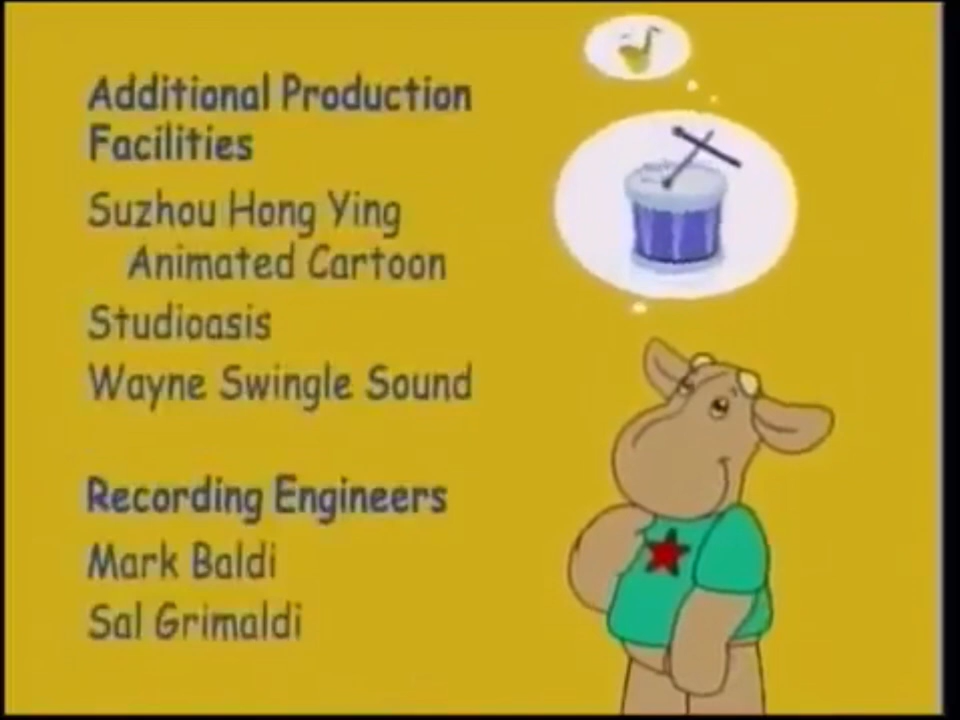 Additional Production
Facilities
Suzhou Hong Ying
Animated Cartoon
Studioasis
Wayne Swingle Sound
Recording Engineers
Mark Baldi
Sal Grimaldi